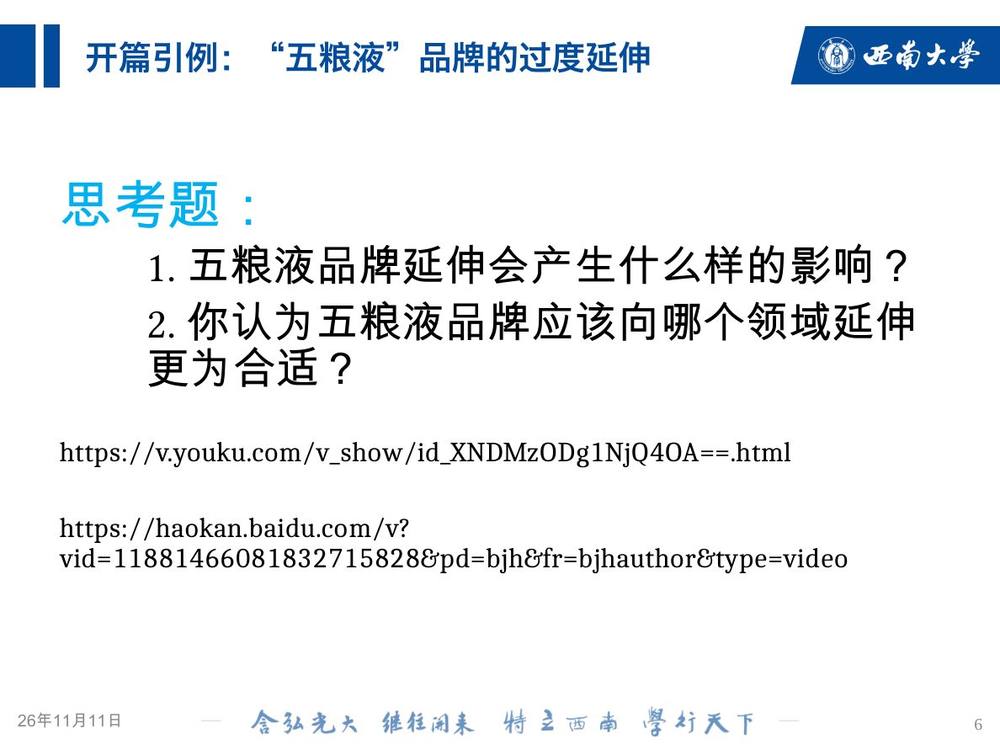 开篇引例：“五粮液”品牌的过度延伸
西南大学
思考题：
1. 五粮液品牌延伸会产生什么样的影响？
2. 你认为五粮液品牌应该向哪个领域延伸
更为合适？
https://v.youku.com/v_show/id_XNDMzODg1NjQ4OA==.html
https://haokan.baidu.com/v?
vid=11881466081832715828&pd=bjh&fr=bjhauthor&type=video
26年11月11日
含弘光大 继往开来 特立西南 學行天下
6